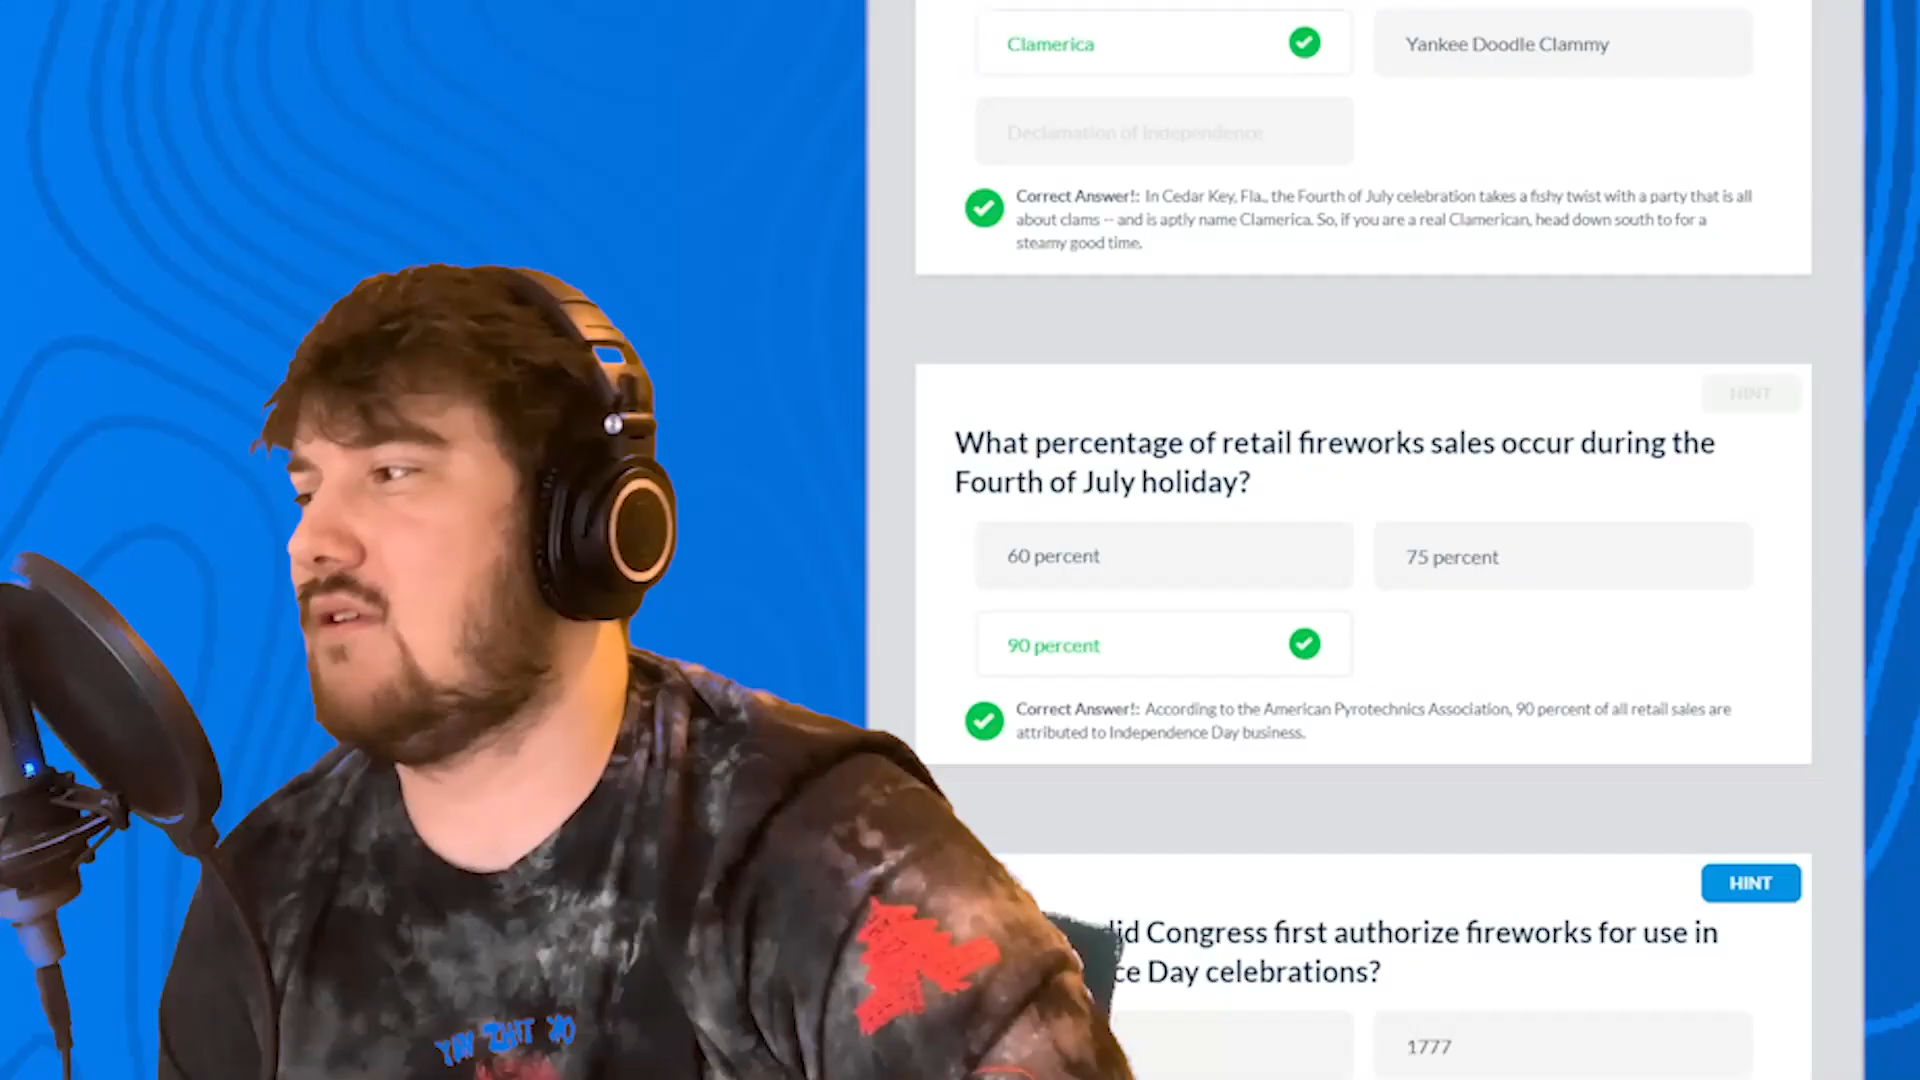 Clamerica
Yankee Doodle Clammy
Declamation of Independence
Correct Answer!: In Cedar Key, Fla., the Fourth of July celebration takes a fishy twist with a party that is all
about clams -- and is aptly name Clamerica. So, if you are a real Clamerican, head down south to for a
steamy good time.
HINT
What percentage of retail fireworks sales occur during the
Fourth of July holiday?
60 percent
75 percent
90 percent
Correct Answer!: According to the American Pyrotechnics Association, 90 percent of all retail sales are
attributed to Independence Day business.
HINT
id Congress first authorize fireworks for use in
ce Day celebrations?
1777